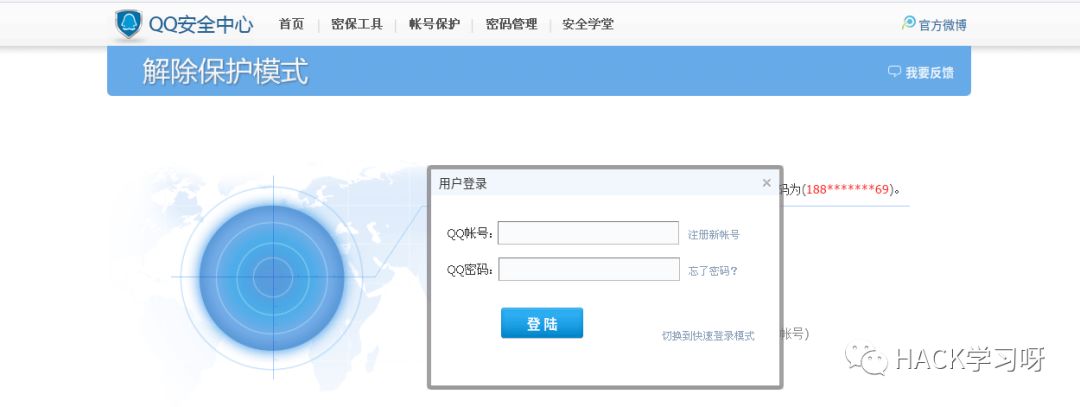 QQ安全中心 首页 密保工具 帐号保护 密码管理 安全学堂 官方微博
解除保护模式 我要反馈
用户登录 ×
码为(188*******69)。
QQ帐号: 注册新帐号
QQ密码: 忘了密码?
登 陆
切换到快速登录模式 帐号)
HACK学习呀